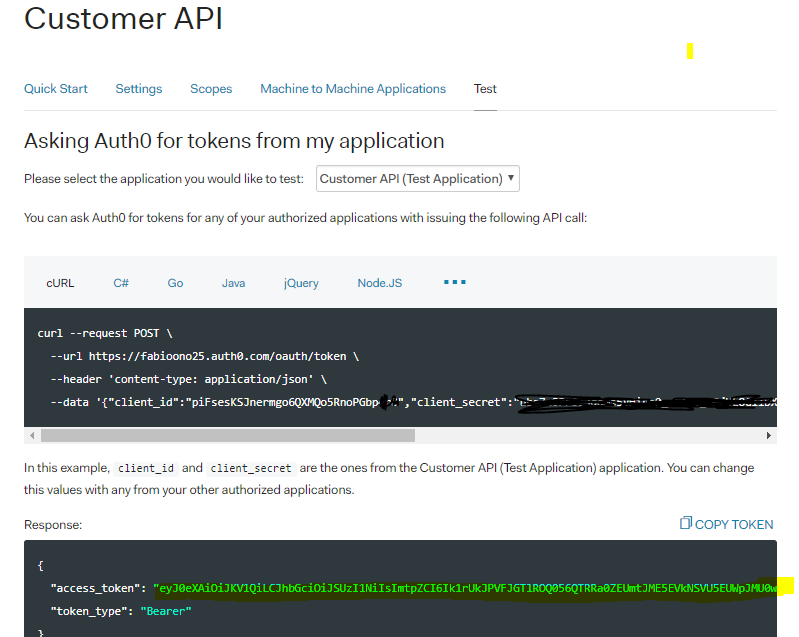 Customer API
Quick Start Settings Scopes Machine to Machine Applications Test
Asking Auth0 for tokens from my application
Please select the application you would like to test: Customer API (Test Application) ▼
You can ask Auth0 for tokens for any of your authorized applications with issuing the following API call:
cURL C# Go Java jQuery Node.JS
curl --request POST \
--url https://fabioono25.auth0.com/oauth/token \
--header 'content-type: application/json' \
--data '{"client_id":"piFsesKSJnermgo6QXMQo5RnoPGbp ","client_secret":"
In this example, client_id and client_secret are the ones from the Customer API (Test Application) application. You can change
this values with any from your other authorized applications.
Response: COPY TOKEN
{
"access_token": "eyJ0eXAiOiJKV1QiLCJhbGciOiJSUzI1NiIsImtpZCI6Ik1rUkJPVFJGT1ROQ056QTRRa0ZEUmtJME5EVkNSVU5EUWpJMU0w
"token_type": "Bearer"
}